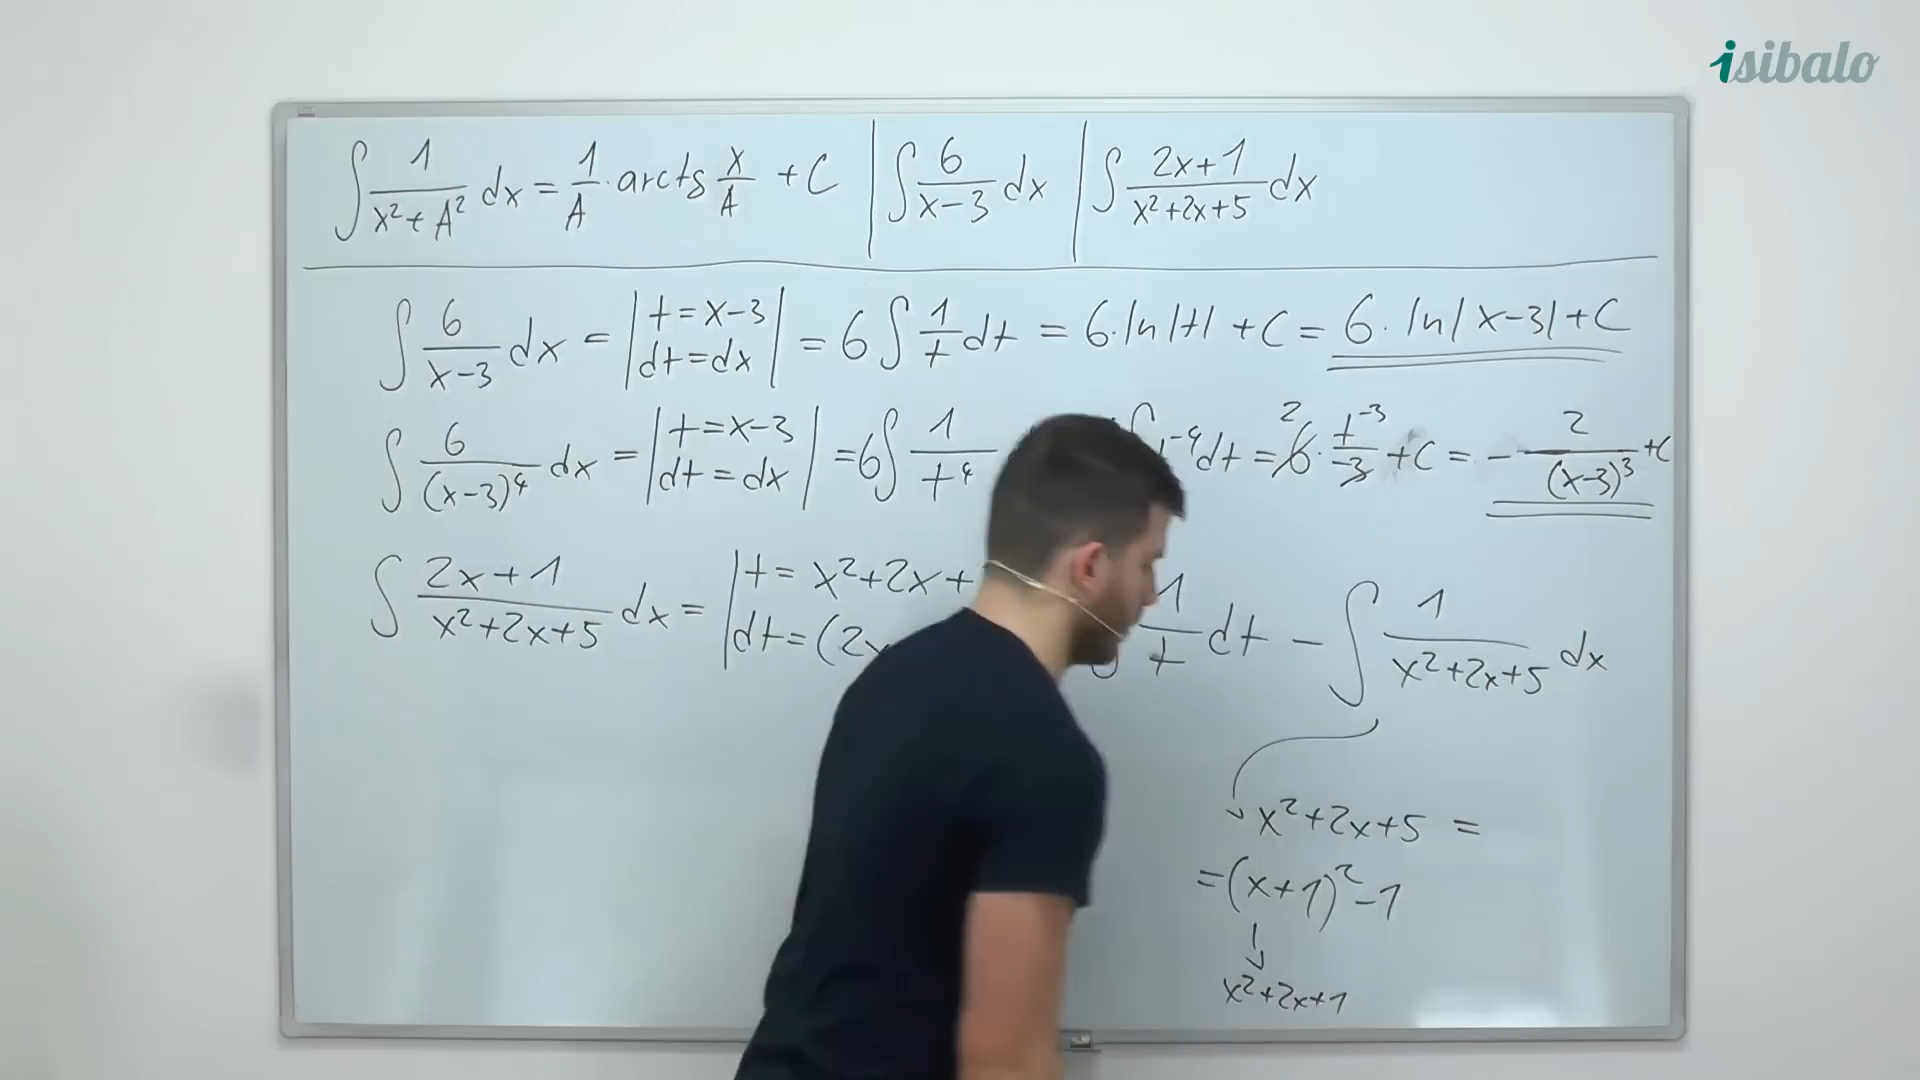 isibalo
∫ 1/(x²+A²) dx = 1/A · arctg x/A + C | ∫ 6/(x-3) dx | ∫ (2x+1)/(x²+2x+5) dx
∫ 6/(x-3) dx = | t = x-3 dt = dx | = 6 ∫ 1/t dt = 6·ln|t| + C = 6·ln|x-3| + C
∫ 6/(x-3)⁴ dx = | t = x-3 dt = dx | = 6 ∫ 1/t⁴ ∫ t⁻⁴ dt = 6 2 · t⁻³/-3 + C = - 2/(x-3)³ + C
∫ (2x+1)/(x²+2x+5) dx = | t = x²+2x+ dt = (2x ∫ 1/t dt - ∫ 1/(x²+2x+5) dx
x²+2x+5 =
= (x+1)² - 1
x²+2x+1